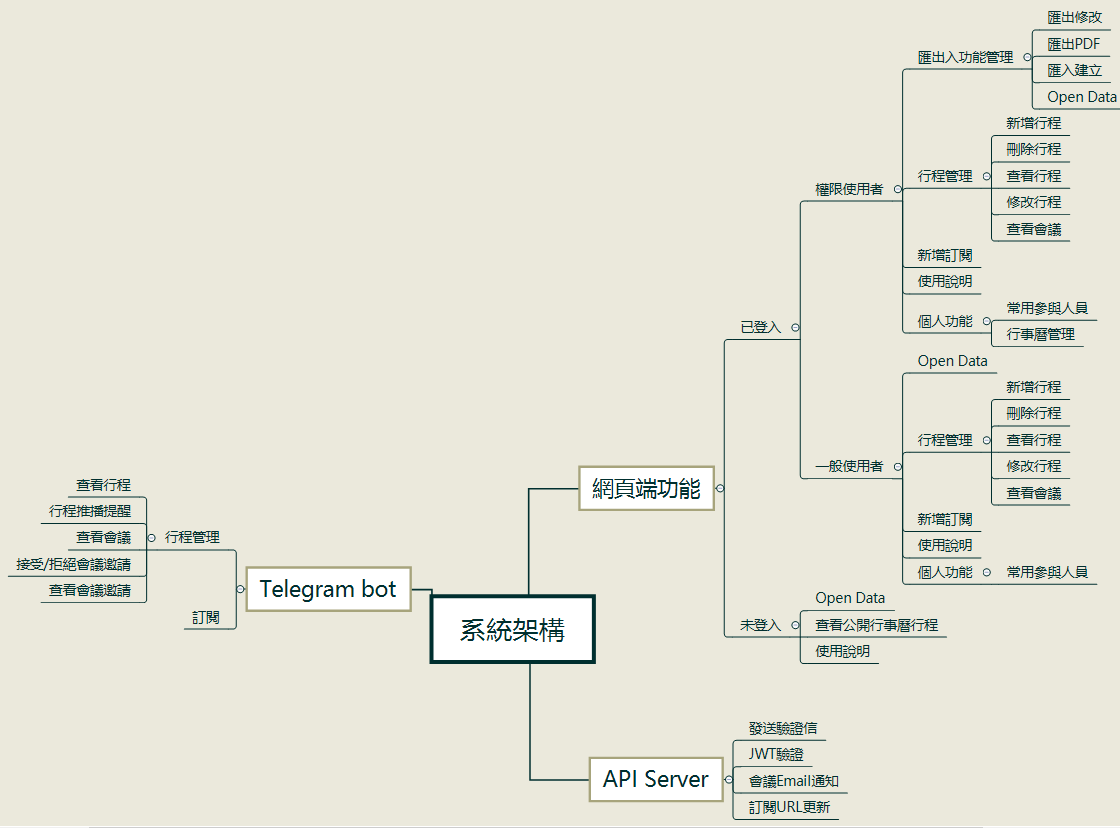 系統架構
網頁端功能
已登入
權限使用者
匯出入功能管理
匯出修改
匯出PDF
匯入建立
Open Data
行程管理
新增行程
刪除行程
查看行程
修改行程
查看會議
新增訂閱
使用說明
個人功能
常用參與人員
行事曆管理
一般使用者
Open Data
行程管理
新增行程
刪除行程
查看行程
修改行程
查看會議
新增訂閱
使用說明
個人功能
常用參與人員
未登入
Open Data
查看公開行事曆行程
使用說明
API Server
發送驗證信
JWT驗證
會議Email通知
訂閱URL更新
Telegram bot
行程管理
查看行程
行程推播提醒
查看會議
接受/拒絕會議邀請
查看會議邀請
訂閱